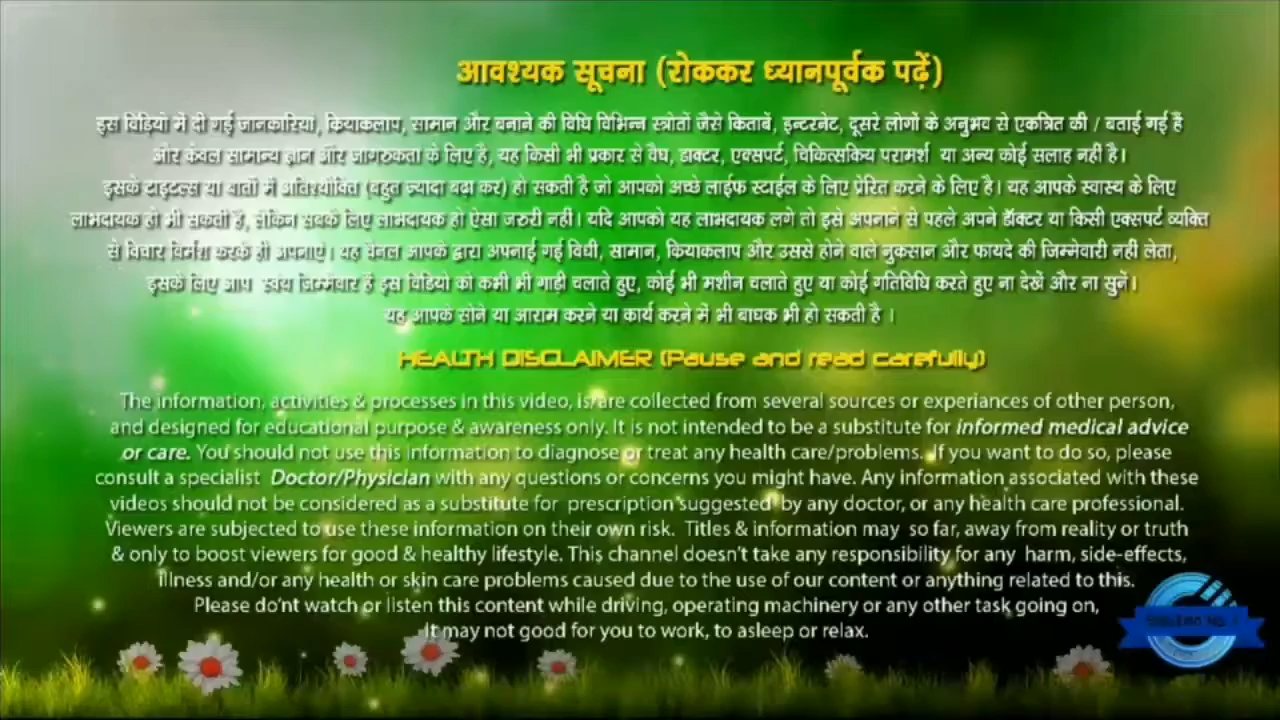 आवश्यक सूचना (रोककर ध्यानपूर्वक पढ़ें)
इस विडियो में दी गई जानकारिया, कियाकलाप, सामान और बनाने की विधि विभिन्न स्त्रोतों जैसे किताबें, इन्टरनेट, दूसरे लोगों के अनुभव से एकत्रित की / बताई गई है
और केवल सामान्य ज्ञान और जागरुकता के लिए है, यह किसी भी प्रकार से वैघ, डाक्टर, एक्सपर्ट, चिकित्सकिय परामर्श या अन्य कोई सलाह नहीं है।
इसके टाइटल्स या बातों में अतिश्योक्ति (बहुत ज्यादा बढा कर) हो सकती है जो आपको अच्छे लाईफ स्टाईल के लिए प्रेरित करने के लिए है। यह आपके स्वास्य के लिए
लाभदायक हो भी सकती है, लेकिन सबके लिए लाभदायक हो ऐसा जरुरी नहीं। यदि आपको यह लाभदायक लगे तो इसे अपनाने से पहले अपने डॅाक्टर या किसी एक्सपर्ट व्यक्ति
से विचार विर्मश करके ही अपनाए। यह चैनल आपके द्वारा अपनाई गई विधी, सामान, कियाकलाप और उससे होने वाले नुकसान और फायदे की जिम्मेवारी नहीं लेता,
इसके लिए आप स्वय जिम्मेवार है इस विडियो को कभी भी गाड़ी चलाते हुए, कोई भी मशीन चलाते हुए या कोई गतिविधि करते हुए ना देखें और ना सुनें।
यह आपके सोने या आराम करने या कार्य करने में भी बाघक भी हो सकती है ।
HEALTH DISCLAIMER (Pause and read carefully)
The information, activities & processes in this video, is/are collected from several sources or experiances of other person,
and designed for educational purpose & awareness only. It is not intended to be a substitute for informed medical advice
or care. You should not use this information to diagnose or treat any health care/problems. If you want to do so, please
consult a specialist Doctor/Physician with any questions or concerns you might have. Any information associated with these
videos should not be considered as a substitute for prescription suggested by any doctor, or any health care professional.
Viewers are subjected to use these information on their own risk. Titles & information may so far, away from reality or truth
& only to boost viewers for good & healthy lifestyle. This channel doesn't take any responsibility for any harm, side-effects,
illness and/or any health or skin care problems caused due to the use of our content or anything related to this.
Please do'nt watch or listen this content while driving, operating machinery or any other task going on,
It may not good for you to work, to asleep or relax.